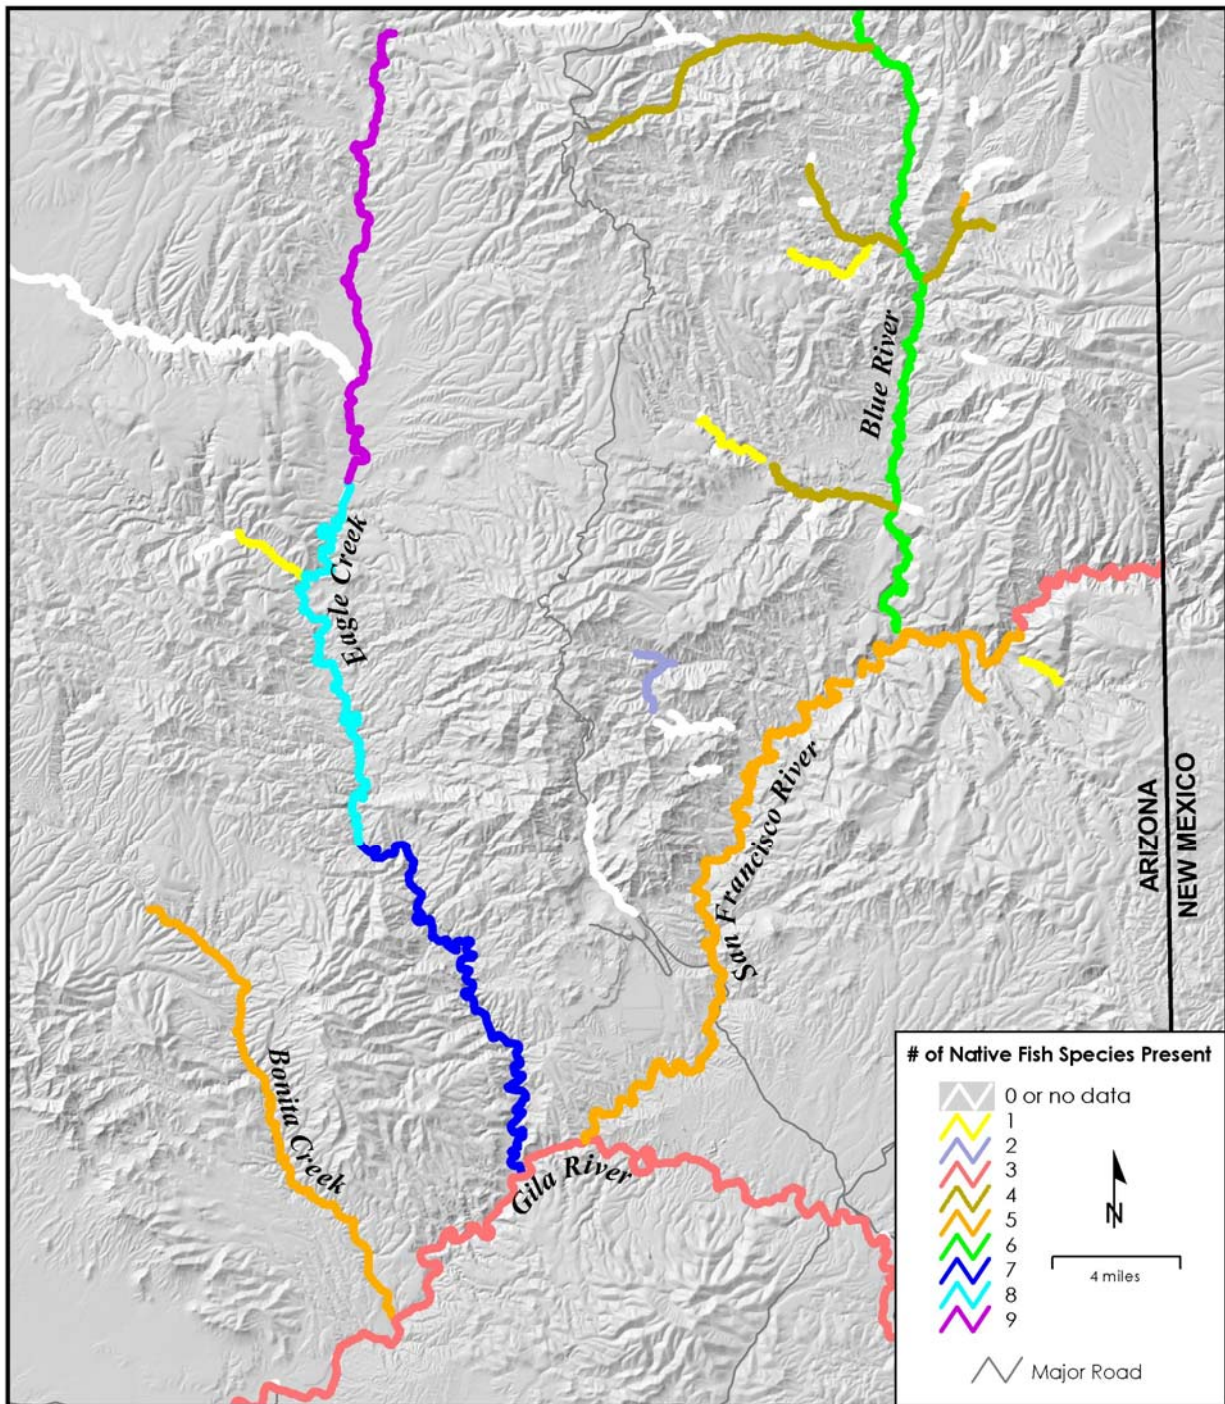 Blue River
Eagle Creek
San Francisco River
ARIZONA
NEW MEXICO
Bonita Creek
Gila River
# of Native Fish Species Present
0 or no data
1
2
3
4
5
6
7
8
9
N
4 miles
Major Road